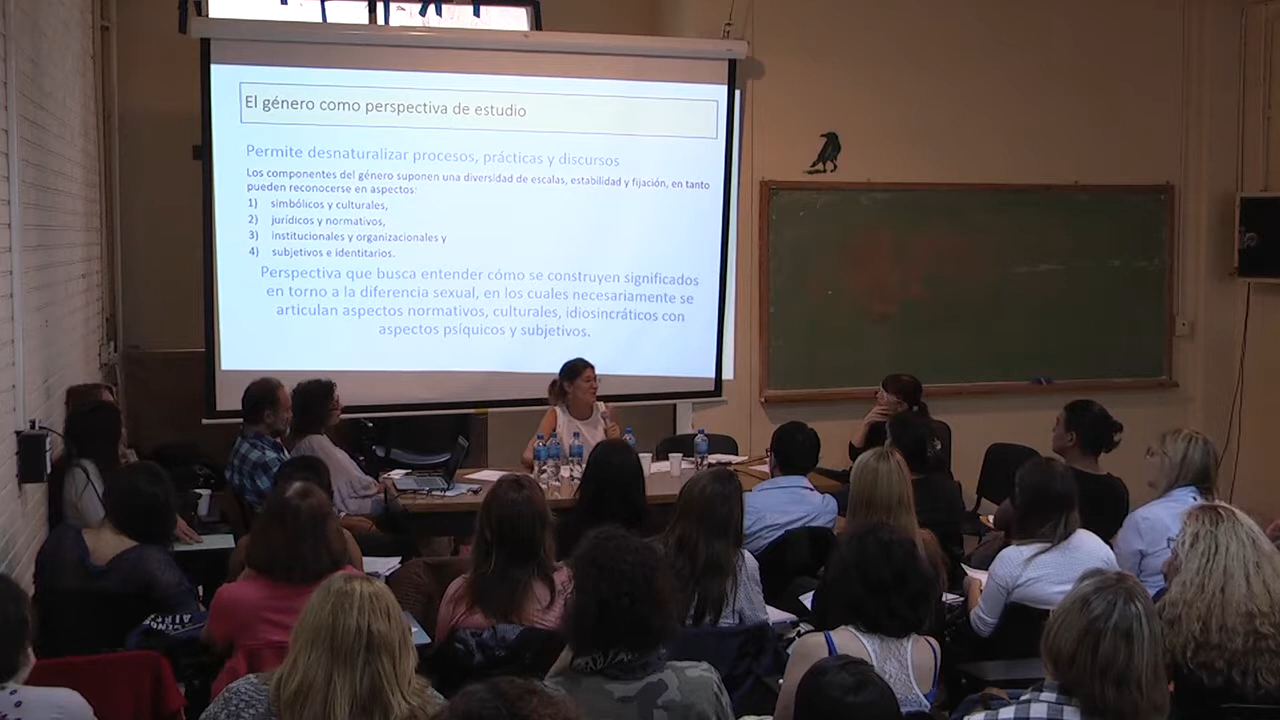 El género como perspectiva de estudio
Permite desnaturalizar procesos, prácticas y discursos
Los componentes del género suponen una diversidad de escalas, estabilidad y fijación, en tanto
pueden reconocerse en aspectos:
1) simbólicos y culturales,
2) jurídicos y normativos,
3) institucionales y organizacionales y
4) subjetivos e identitarios.
Perspectiva que busca entender cómo se construyen significados
en torno a la diferencia sexual, en los cuales necesariamente se
articulan aspectos normativos, culturales, idiosincráticos con
aspectos psíquicos y subjetivos.